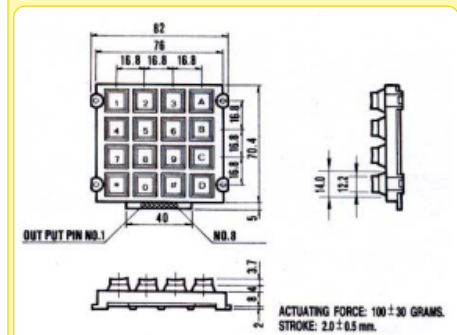 82
76
16.8 16.8 16.8
1 2 3 A
4 5 6 B
7 8 9 C
* 0 # D
16.8
16.8
16.8
70.4
5
14.0
12.2
OUT PUT PIN NO.1
NO.8
40
3.7
4
8
2
ACTUATING FORCE: 100±30 GRAMS.
STROKE: 2.0±0.5 mm.